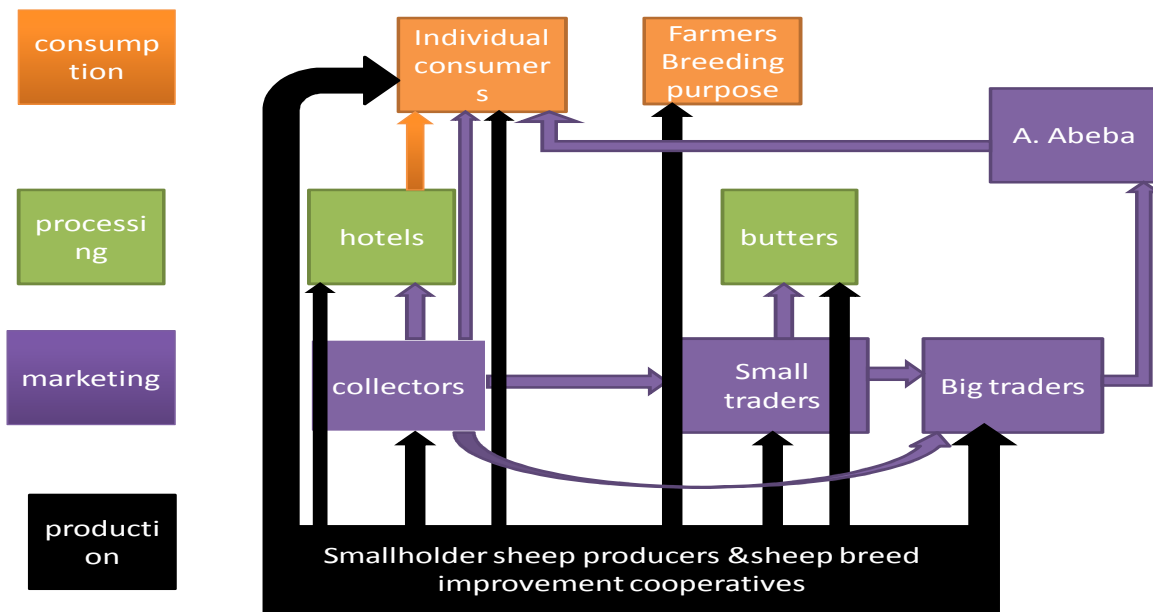 consump
tion
Individual
consumer
s
Farmers
Breeding
purpose
A. Abeba
processi
ng
hotels
butters
marketing
collectors
Small
traders
Big traders
producti
on
Smallholder sheep producers &sheep breed
improvement cooperatives